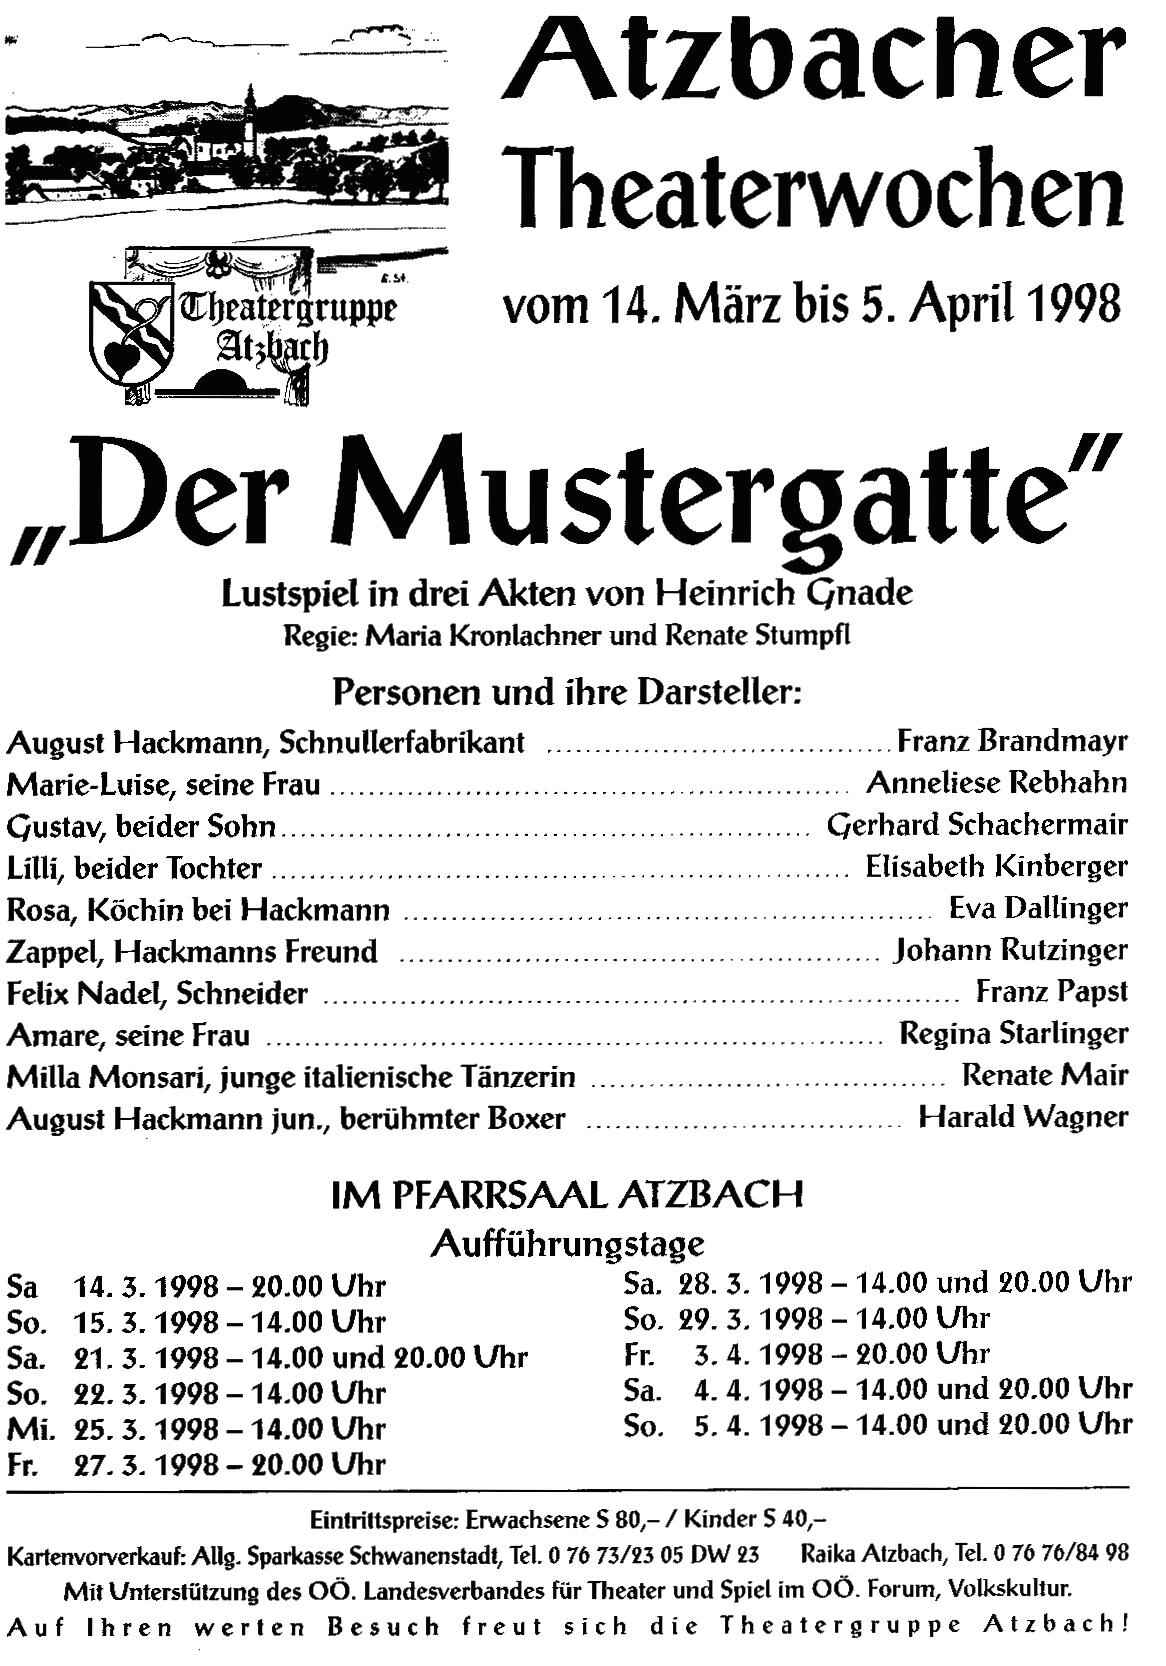 Atzbacher
Theaterwochen
vom 14. März bis 5. April 1998
E.St.
Theatergruppe
Atzbach
„Der Mustergatte"
Lustspiel in drei Akten von Heinrich Gnade
Regie: Maria Kronlachner und Renate Stumpfl
Personen und ihre Darsteller:
August Hackmann, Schnullerfabrikant .................................... Franz Brandmayr
Marie-Luise, seine Frau ...................................................... Anneliese Rebhahn
Gustav, beider Sohn....................................................... Gerhard Schachermair
Lilli, beider Tochter ............................................................ Elisabeth Kinberger
Rosa, Köchin bei Hackmann ....................................................... Eva Dallinger
Zappel, Hackmanns Freund .................................................. Johann Rutzinger
Felix Nadel, Schneider .................................................................. Franz Papst
Amare, seine Frau ................................................................ Regina Starlinger
Milla Monsari, junge italienische Tänzerin ..................................... Renate Mair
August Hackmann jun., berühmter Boxer ................................. Harald Wagner
IM PFARRSAAL ATZBACH
Aufführungstage
Sa 14. 3. 1998 – 20.00 Uhr
So. 15. 3. 1998 – 14.00 Uhr
Sa. 21. 3. 1998 – 14.00 und 20.00 Uhr
So. 22. 3. 1998 – 14.00 Uhr
Mi. 25. 3. 1998 – 14.00 Uhr
Fr. 27. 3. 1998 – 20.00 Uhr
Sa. 28. 3. 1998 – 14.00 und 20.00 Uhr
So. 29. 3. 1998 – 14.00 Uhr
Fr. 3. 4. 1998 – 20.00 Uhr
Sa. 4. 4. 1998 – 14.00 und 20.00 Uhr
So. 5. 4. 1998 – 14.00 und 20.00 Uhr
Eintrittspreise: Erwachsene S 80,– / Kinder S 40,–
Kartenvorverkauf: Allg. Sparkasse Schwanenstadt, Tel. 0 76 73/23 05 DW 23 Raika Atzbach, Tel. 0 76 76/84 98
Mit Unterstützung des OÖ. Landesverbandes für Theater und Spiel im OÖ. Forum, Volkskultur.
Auf Ihren werten Besuch freut sich die Theatergruppe Atzbach!